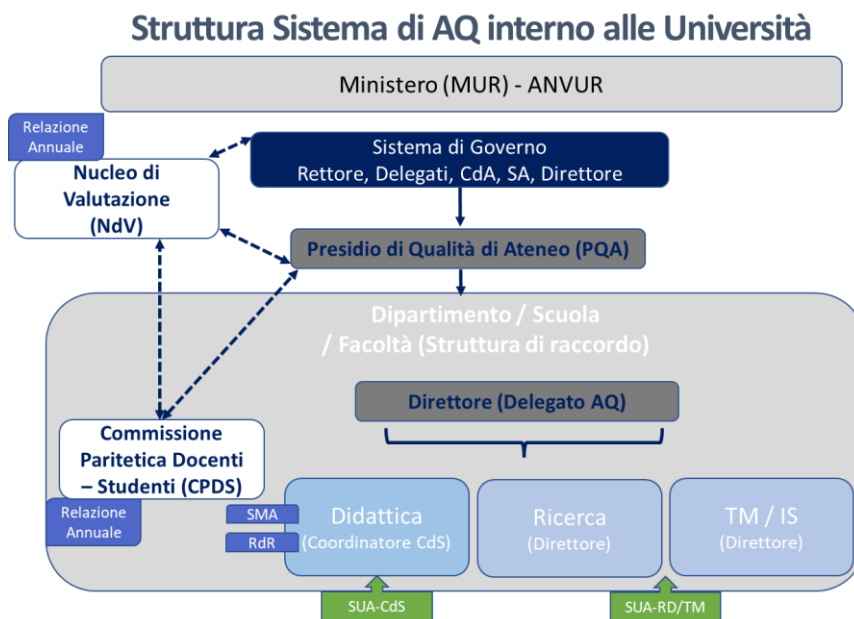 Struttura Sistema di AQ interno alle Università
Ministero (MUR) - ANVUR
Relazione
Annuale
Nucleo di
Valutazione
(NdV)
Sistema di Governo
Rettore, Delegati, CdA, SA, Direttore
Presidio di Qualità di Ateneo (PQA)
Dipartimento / Scuola
/ Facoltà (Struttura di raccordo)
Direttore (Delegato AQ)
Commissione
Paritetica Docenti
– Studenti (CPDS)
Relazione
Annuale
SMA
RdR
Didattica
(Coordinatore CdS)
Ricerca
(Direttore)
TM / IS
(Direttore)
SUA-CdS
SUA-RD/TM